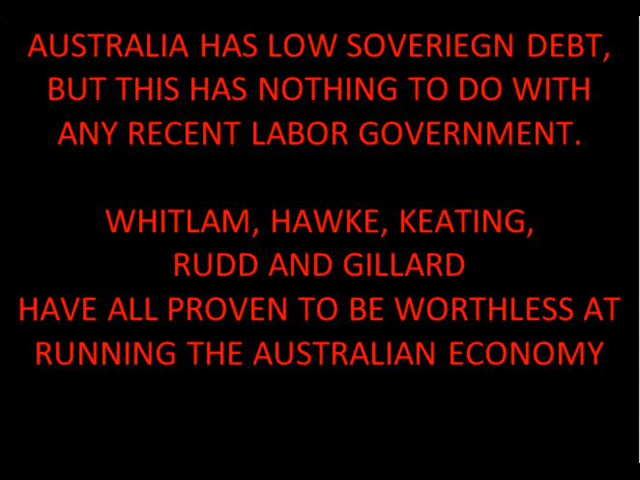 AUSTRALIA HAS LOW SOVERIEGN DEBT,
BUT THIS HAS NOTHING TO DO WITH
ANY RECENT LABOR GOVERNMENT.
WHITLAM, HAWKE, KEATING,
RUDD AND GILLARD
HAVE ALL PROVEN TO BE WORTHLESS AT
RUNNING THE AUSTRALIAN ECONOMY